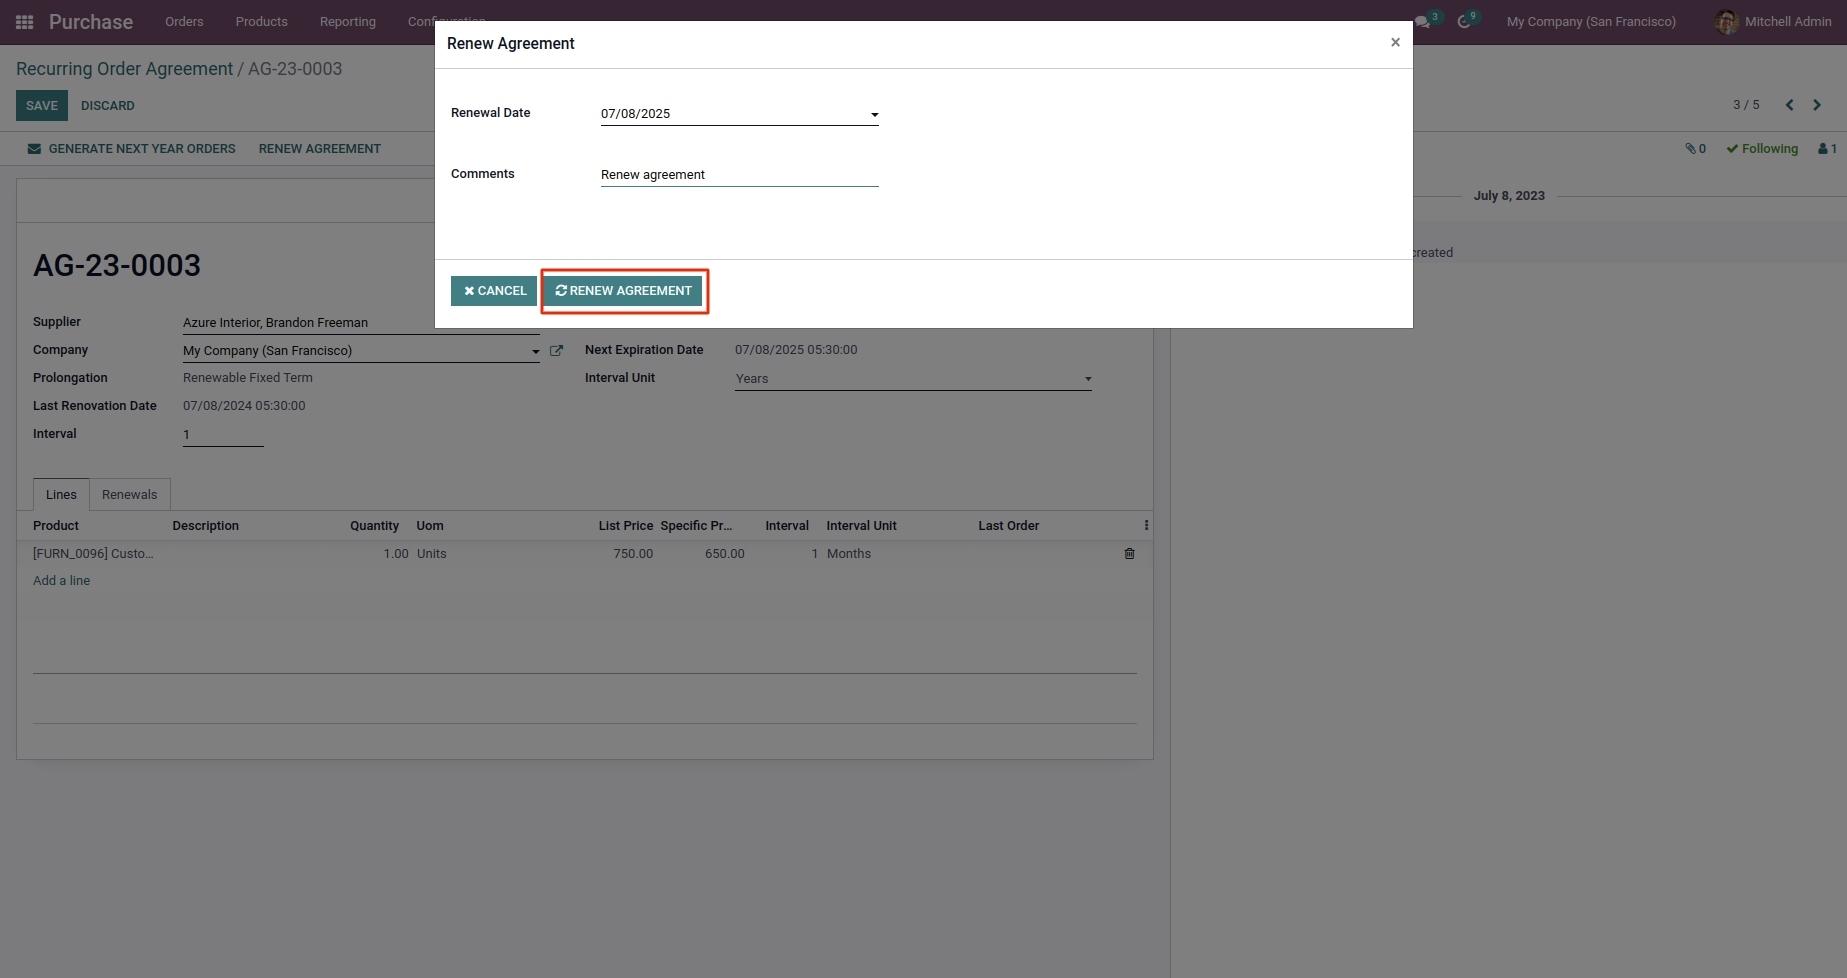 Purchase Orders Products Reporting
3 9 My Company (San Francisco) Mitchell Admin
Renew Agreement ×
Recurring Order Agreement / AG-23-0003
SAVE DISCARD
3 / 5
Renewal Date 07/08/2025
GENERATE NEXT YEAR ORDERS RENEW AGREEMENT
0 Following 1
Comments Renew agreement
July 8, 2023
created
AG-23-0003
CANCEL RENEW AGREEMENT
Supplier Azure Interior, Brandon Freeman
Company My Company (San Francisco) Next Expiration Date 07/08/2025 05:30:00
Prolongation Renewable Fixed Term Interval Unit Years
Last Renovation Date 07/08/2024 05:30:00
Interval 1
Lines Renewals
Product Description Quantity Uom List Price Specific Pr... Interval Interval Unit Last Order
[FURN_0096] Custo... 1.00 Units 750.00 650.00 1 Months
Add a line